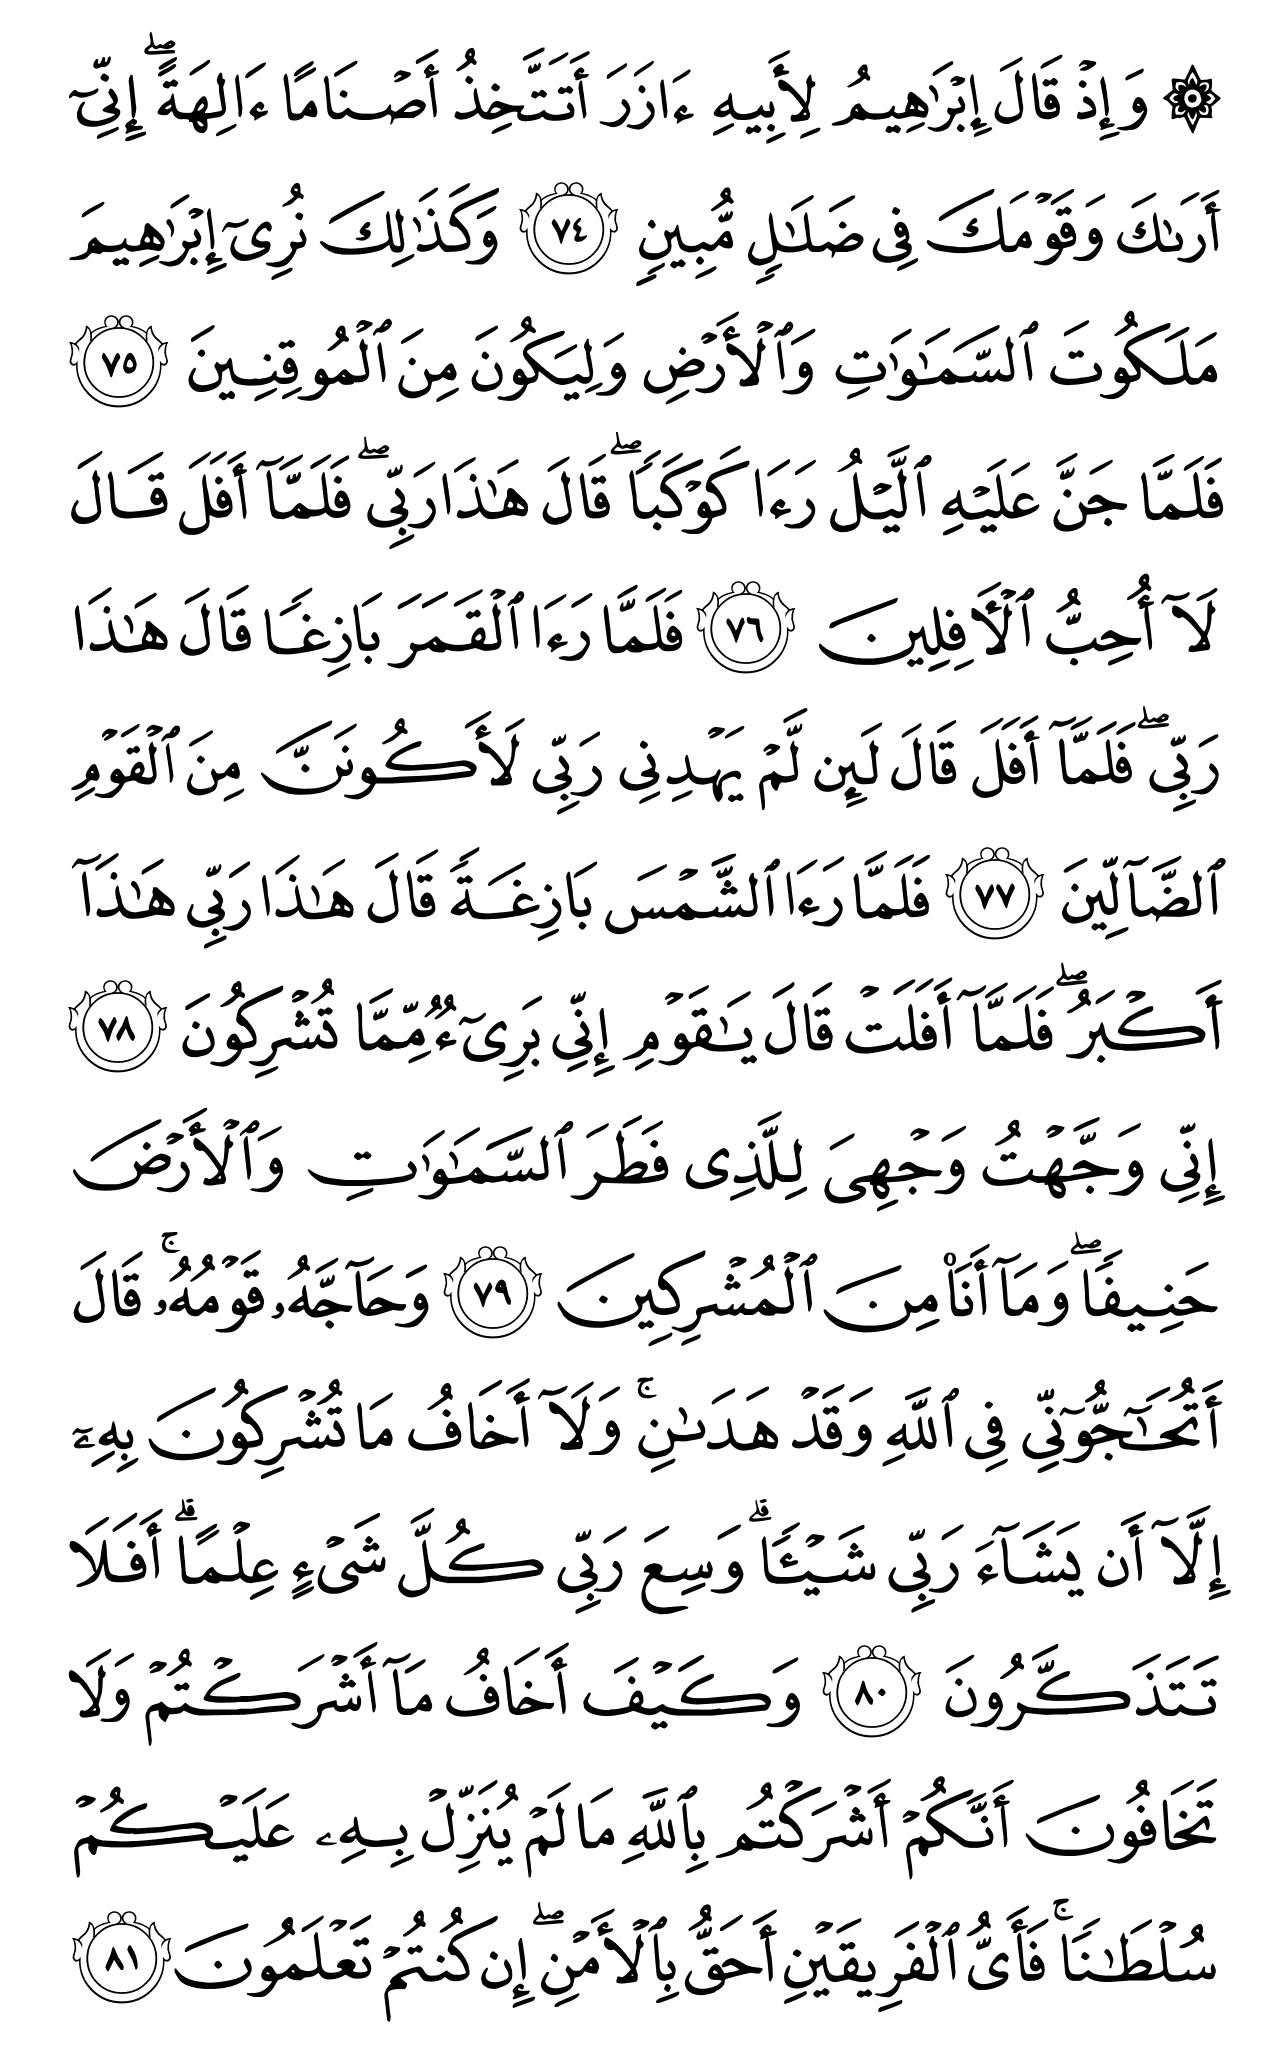 ۞ وَإِذۡ قَالَ إِبۡرَٰهِيمُ لِأَبِيهِ ءَازَرَ أَتَتَّخِذُ أَصۡنَامًا ءَالِهَةً ۖ إِنِّيٓ
أَرَىٰكَ وَقَوۡمَكَ فِي ضَلَٰلٖ مُّبِينٖ ٧٤ وَكَذَٰلِكَ نُرِيٓ إِبۡرَٰهِيمَ
مَلَكُوتَ ٱلسَّمَٰوَٰتِ وَٱلۡأَرۡضِ وَلِيَكُونَ مِنَ ٱلۡمُوقِنِينَ ٧٥
فَلَمَّا جَنَّ عَلَيۡهِ ٱلَّيۡلُ رَءَا كَوۡكَبٗاۖ قَالَ هَٰذَا رَبِّيۖ فَلَمَّآ أَفَلَ قَالَ
لَآ أُحِبُّ ٱلۡأٓفِلِينَ ٧٦ فَلَمَّا رَءَا ٱلۡقَمَرَ بَازِغٗا قَالَ هَٰذَا
رَبِّيۖ فَلَمَّآ أَفَلَ قَالَ لَئِن لَّمۡ يَهۡدِنِي رَبِّي لَأَكُونَنَّ مِنَ ٱلۡقَوۡمِ
ٱلضَّآلِّينَ ٧٧ فَلَمَّا رَءَا ٱلشَّمۡسَ بَازِغَةٗ قَالَ هَٰذَا رَبِّي هَٰذَآ
أَكۡبَرُۖ فَلَمَّآ أَفَلَتۡ قَالَ يَٰقَوۡمِ إِنِّي بَرِيٓءٞ مِّمَّا تُشۡرِكُونَ ٧٨
إِنِّي وَجَّهۡتُ وَجۡهِيَ لِلَّذِي فَطَرَ ٱلسَّمَٰوَٰتِ وَٱلۡأَرۡضَ
حَنِيفٗاۖ وَمَآ أَنَا۠ مِنَ ٱلۡمُشۡرِكِينَ ٧٩ وَحَآجَّهُۥ قَوۡمُهُۥۚ قَالَ
أَتُحَٰٓجُّوٓنِّي فِي ٱللَّهِ وَقَدۡ هَدَىٰنِۚ وَلَآ أَخَافُ مَا تُشۡرِكُونَ بِهِۦٓ
إِلَّآ أَن يَشَآءَ رَبِّي شَيۡـٔٗاۗ وَسِعَ رَبِّي كُلَّ شَيۡءٍ عِلۡمًاۗ أَفَلَا
تَتَذَكَّرُونَ ٨٠ وَكَيۡفَ أَخَافُ مَآ أَشۡرَكۡتُمۡ وَلَا
تَخَافُونَ أَنَّكُمۡ أَشۡرَكۡتُم بِٱللَّهِ مَا لَمۡ يُنَزِّلۡ بِهِۦ عَلَيۡكُمۡ
سُلۡطَٰنٗاۚ فَأَيُّ ٱلۡفَرِيقَيۡنِ أَحَقُّ بِٱلۡأَمۡنِۖ إِن كُنتُمۡ تَعۡلَمُونَ ٨١